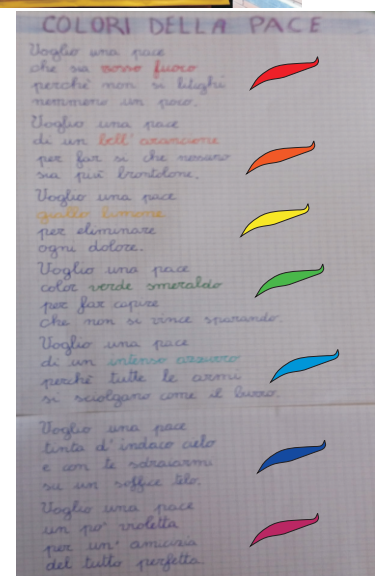 COLORI DELLA PACE
Voglio una pace
che sia rosso fuoco
perché non si litighi
nemmeno un poco.
Voglio una pace
di un bell' arancione
per far si che nessuno
sia più brontolone.
Voglio una pace
giallo limone
per eliminare
ogni dolore.
Voglio una pace
color verde smeraldo
per far capire
che non si vince sparando.
Voglio una pace
di un intenso azzurro
perché tutte le armi
si sciolgano come il burro.
Voglio una pace
tinta d' indaco cielo
e con te sdraiarmi
su un soffice telo.
Voglio una pace
un po' violetta
per un' amicizia
del tutto perfetta.